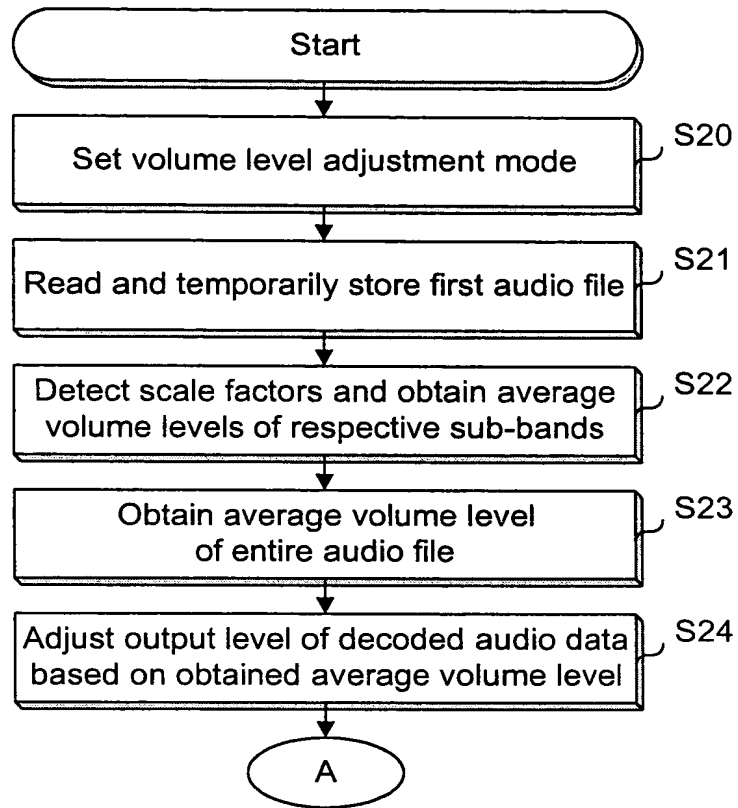 Start
Set volume level adjustment mode
S20
Read and temporarily store first audio file
S21
Detect scale factors and obtain average
volume levels of respective sub-bands
S22
Obtain average volume level
of entire audio file
S23
Adjust output level of decoded audio data
based on obtained average volume level
S24
A